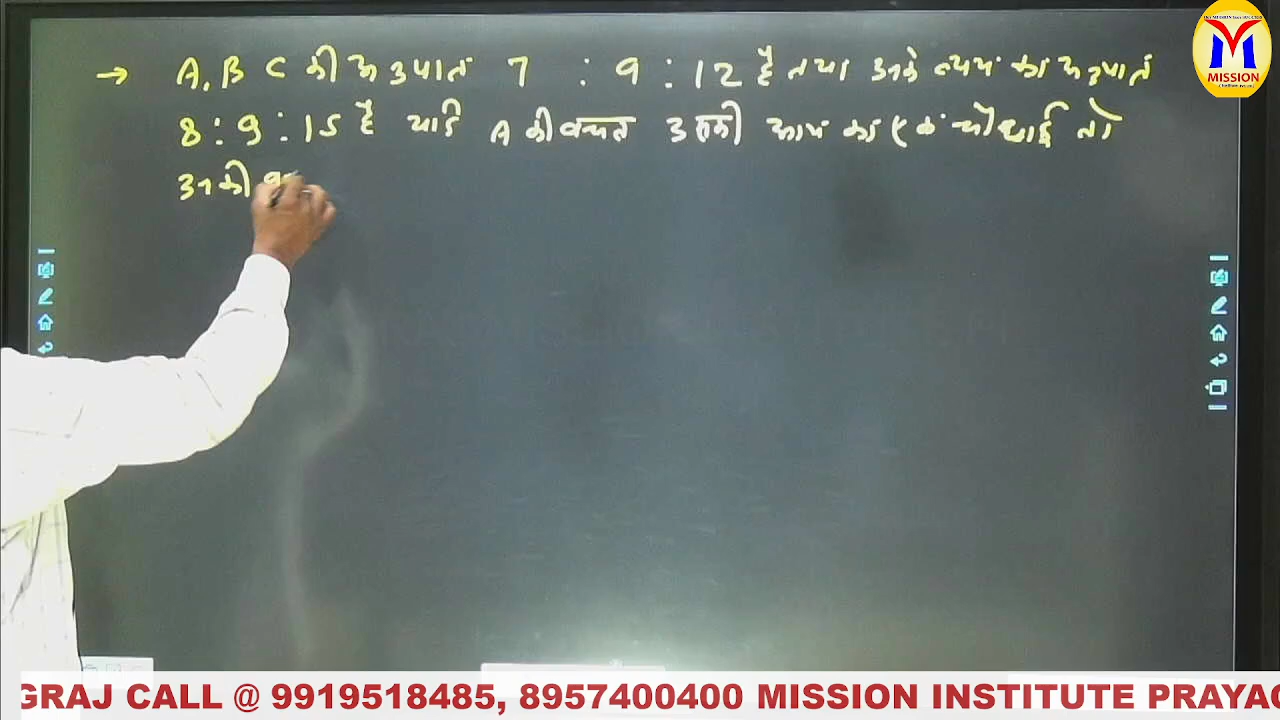 → A, B C की अनुपात 7 : 9 : 12 है तथा उनके व्यय का अनुपात
8 : 9 : 15 है यदि A की बचत उसकी आय का एक चौथाई तो
उनकी
MISSION
GRAJ CALL @ 9919518485, 8957400400 MISSION INSTITUTE PRAYAG